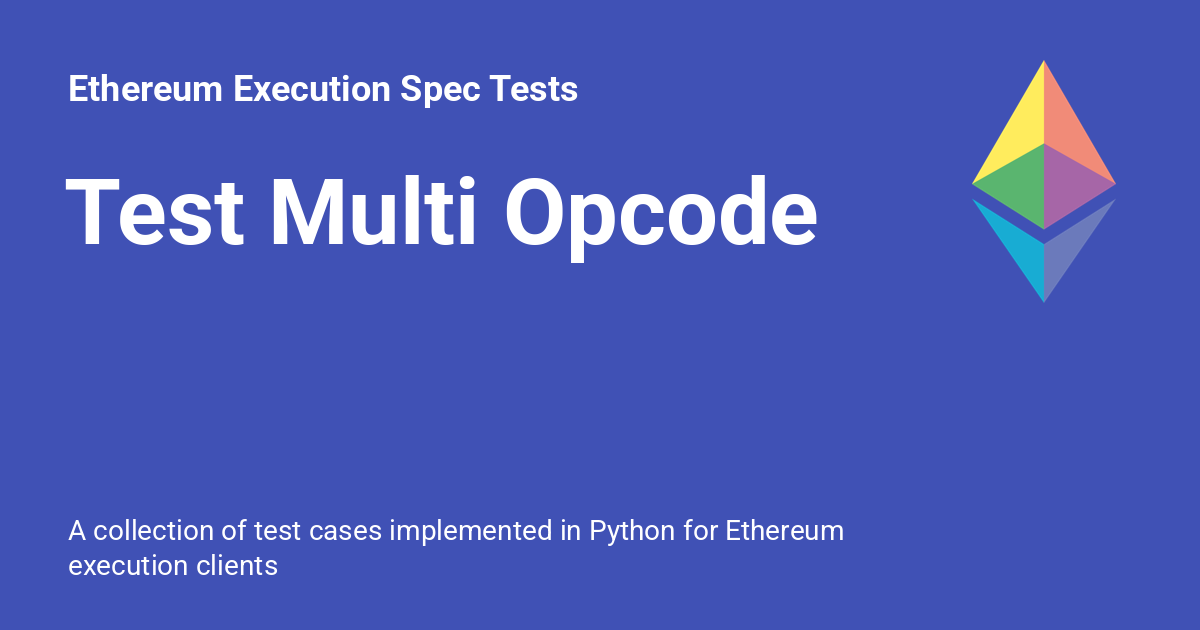 Ethereum Execution Spec Tests
Test Multi Opcode
A collection of test cases implemented in Python for Ethereum
execution clients